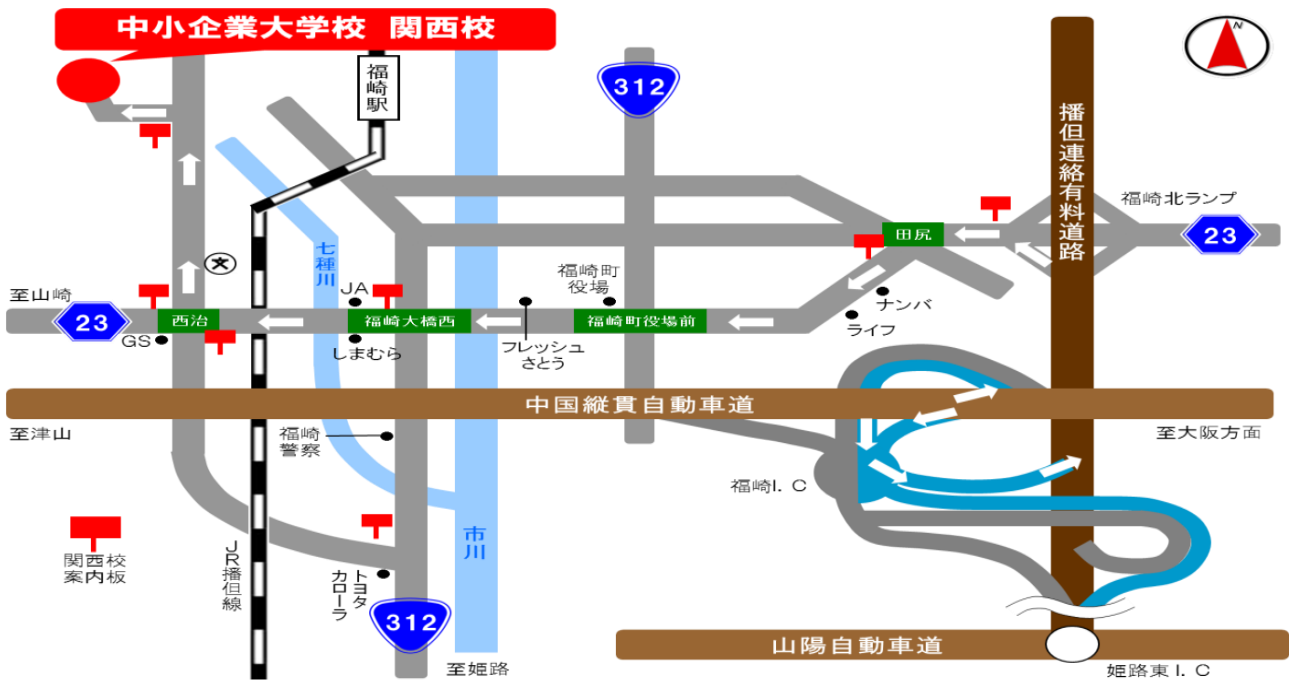 中小企業大学校 関西校
N
福崎駅
312
播但連絡有料道路
福崎北ランプ
23
田尻
七種川
福崎町
役場
JA
ナンバ
ライフ
至山崎
23
西治
福崎大橋西
福崎町役場前
GS
しまむら
フレッシュ
さとう
文
中国縦貫自動車道
至津山
至大阪方面
福崎
警察
福崎I.C
関西校
案内板
JR播但線
トヨタ
カローラ
市川
312
至姫路
山陽自動車道
姫路東I.C